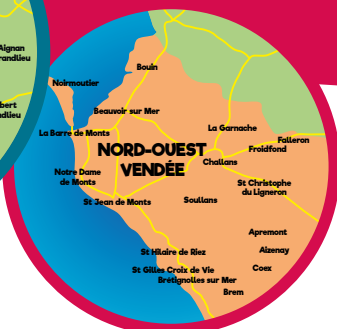 Aignan
randlieu
Bouin
Noirmoutier
bert
adlieu
Beauvoir sur Mer
La Barre de Monts
La Garnache
Falleron
Froidfond
NORD-OUEST
VENDÉE
Challans
Notre Dame
de Monts
St Christophe
du Ligneron
St Jean de Monts
Soullans
Apremont
St Hilaire de Riez
Aizenay
St Gilles Croix de Vie
Coex
Brétignolles sur Mer
Brem